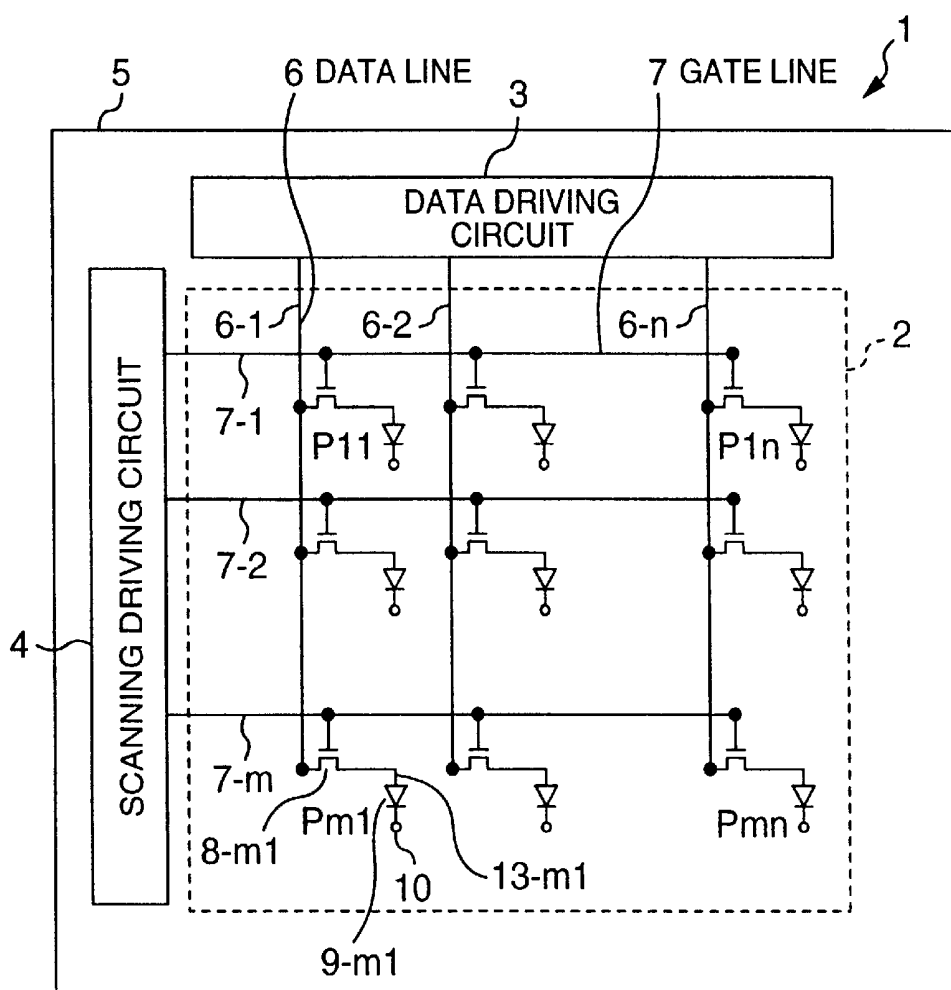 1
5
6 DATA LINE
7 GATE LINE
3
DATA DRIVING
CIRCUIT
6-1
6-2
6-n
2
7-1
P11
P1n
SCANNING DRIVING CIRCUIT
7-2
4
7-m
8-m1
Pm1
Pmn
10
13-m1
9-m1